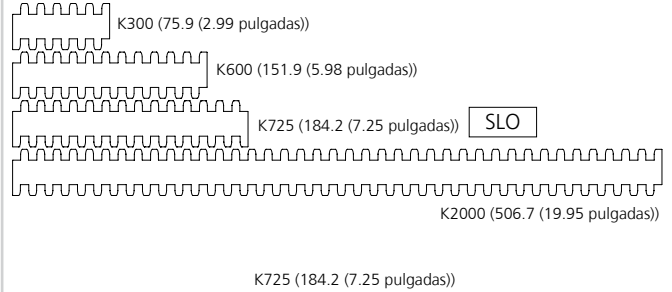 K300 (75.9 (2.99 pulgadas))
K600 (151.9 (5.98 pulgadas))
K725 (184.2 (7.25 pulgadas)) SLO
K2000 (506.7 (19.95 pulgadas))
K725 (184.2 (7.25 pulgadas))